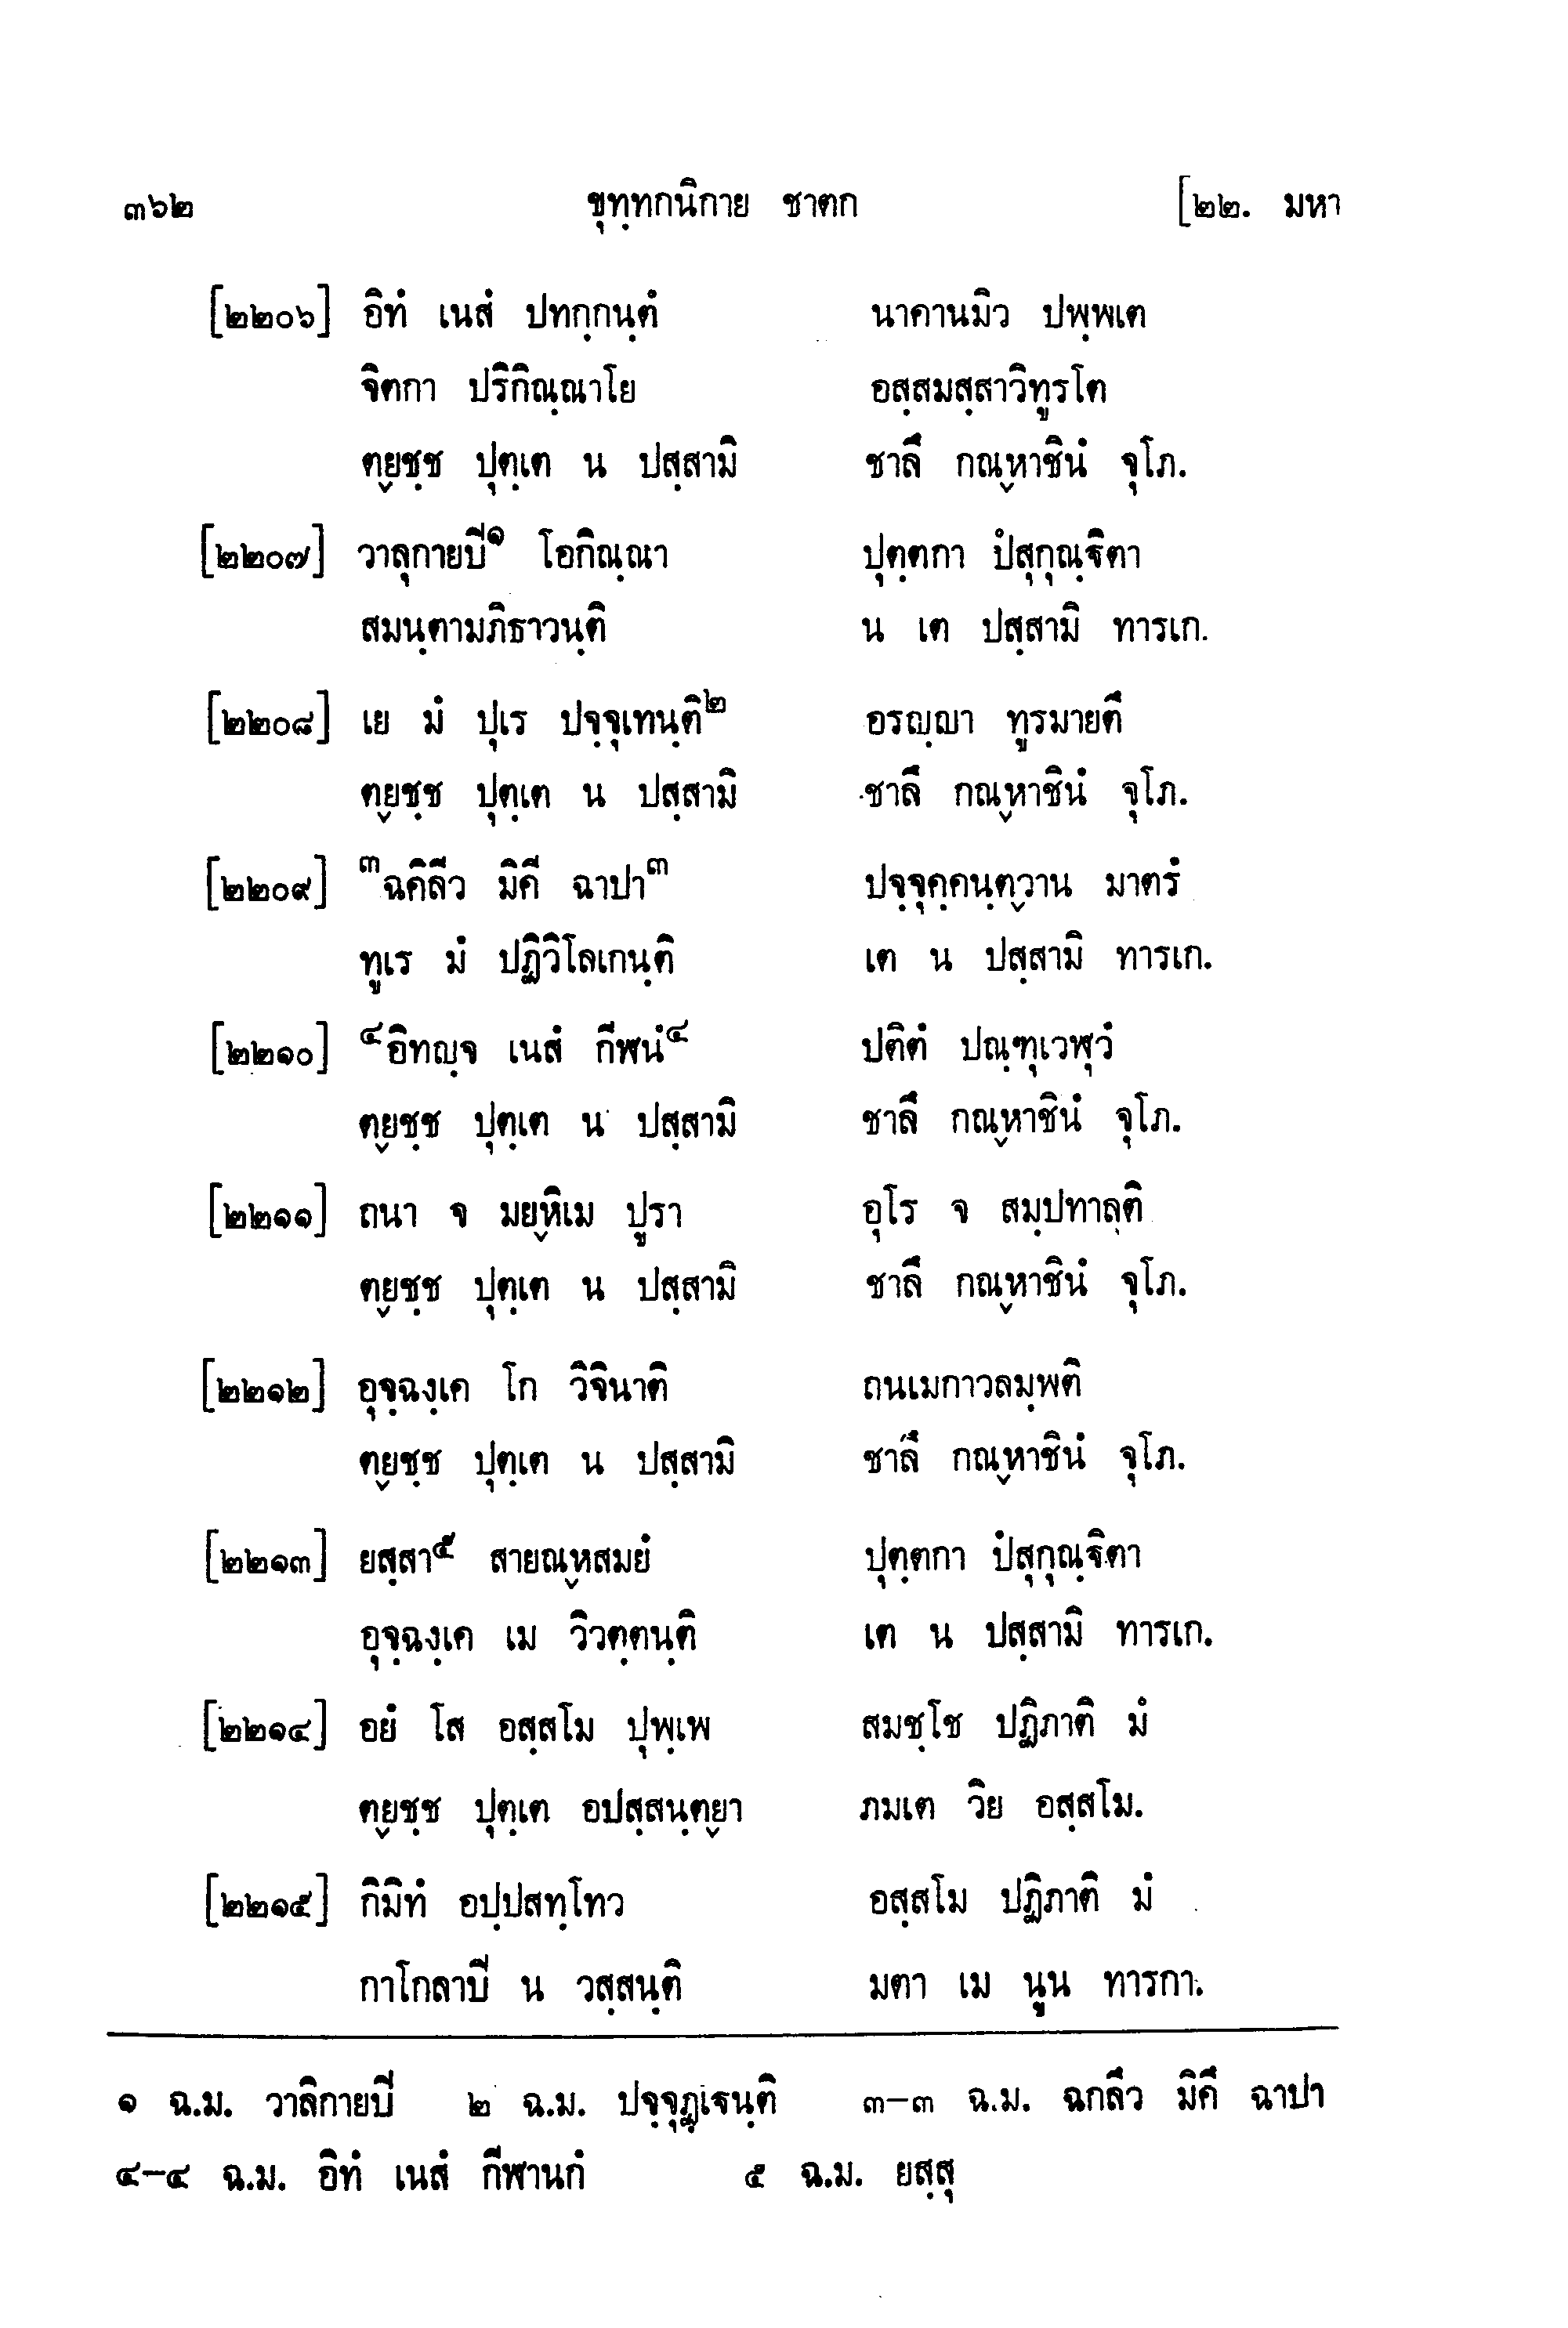 ๓๖๒ ขุทฺทกนิกาย ชาตก [๒๒. มหา
[๒๒๐๖] อิทํ เนสํ ปทกฺกนฺตํ นาคานมิว ปพฺพเต
จิตกา ปริกิณฺณาโย อสฺสมสฺสาวิทูรโต
ตฺยชฺช ปุตฺเต น ปสฺสามิ ชาลึ กณฺหาชินํ จุโภ.
[๒๒๐๗] วาลุกายปิ๑ โอกิณฺณา ปุตฺตกา ปํสุกุณฺฐิตา
สมนฺตามภิธาวนฺติ น เต ปสฺสามิ ทารเก.
[๒๒๐๘] เย มํ ปุเร ปจฺจุเทนฺติ๒ อรญฺญา ทูรมายตึ
ตฺยชฺช ปุตฺเต น ปสฺสามิ ชาลึ กณฺหาชินํ จุโภ.
[๒๒๐๙] ๓ฉคิลีว มิคี ฉาปา๓ ปจฺจุคฺคนฺตฺวาน มาตรํ
ทูเร มํ ปฏิวิโลเกนฺติ เต น ปสฺสามิ ทารเก.
[๒๒๑๐] ๔อิทญฺจ เนสํ กีฬนํ๔ ปติตํ ปณฺฑุเวฬุวํ
ตฺยชฺช ปุตฺเต น ปสฺสามิ ชาลึ กณฺหาชินํ จุโภ.
[๒๒๑๑] ถนา จ มยฺหิเม ปูรา อุโร จ สมฺปทาลติ
ตฺยชฺช ปุตฺเต น ปสฺสามิ ชาลึ กณฺหาชินํ จุโภ.
[๒๒๑๒] อุจฺฉงฺเค โก วิจินาติ ถนเมกาวลมฺพติ
ตฺยชฺช ปุตฺเต น ปสฺสามิ ชาลึ กณฺหาชินํ จุโภ.
[๒๒๑๓] ยสฺสา๕ สายณฺหสมยํ ปุตฺตกา ปํสุกุณฺฐิตา
อุจฺฉงฺเค เม วิวตฺตนฺติ เต น ปสฺสามิ ทารเก.
[๒๒๑๔] อยํ โส อสฺสโม ปุพฺเพ สมชฺโช ปฏิภาติ มํ
ตฺยชฺช ปุตฺเต อปสฺสนฺตฺยา ภมเต วิย อสฺสโม.
[๒๒๑๕] กิมิทํ อปฺปสทฺโทว อสฺสโม ปฏิภาติ มํ
กาโกลาปิ น วสฺสนฺติ มตา เม นูน ทารกา.
๑ ฉ.ม. วาลิกายปิ ๒ ฉ.ม. ปจฺจุฏฺเฐนฺติ ๓-๓ ฉ.ม. ฉกลึว มิคี ฉาปา
๔-๔ ฉ.ม. อิทํ เนสํ กีฬานกํ ๕ ฉ.ม. ยสฺสุ